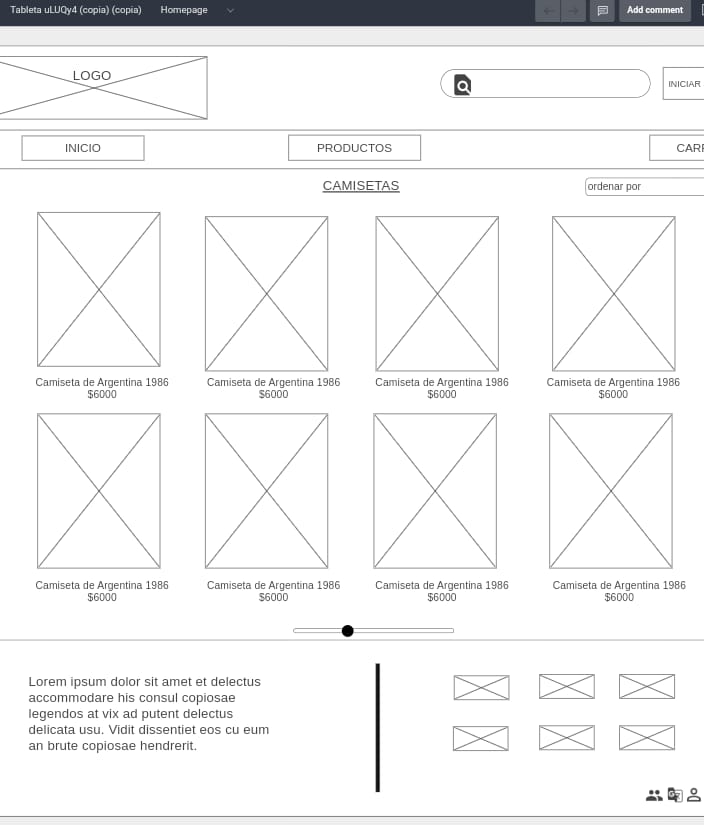 Tableta uLUQy4 (copia) (copia) Homepage Add comment
LOGO
INICIAR
INICIO PRODUCTOS
CAMISETAS
ordenar por
Camiseta de Argentina 1986 Camiseta de Argentina 1986 Camiseta de Argentina 1986 Camiseta de Argentina 1986
$6000 $6000 $6000 $6000
Camiseta de Argentina 1986 Camiseta de Argentina 1986 Camiseta de Argentina 1986 Camiseta de Argentina 1986
$6000 $6000 $6000 $6000
Lorem ipsum dolor sit amet et delectus
accommodare his consul copiosae
legendos at vix ad putent delectus
delicata usu. Vidit dissentiet eos cu eum
an brute copiosae hendrerit.